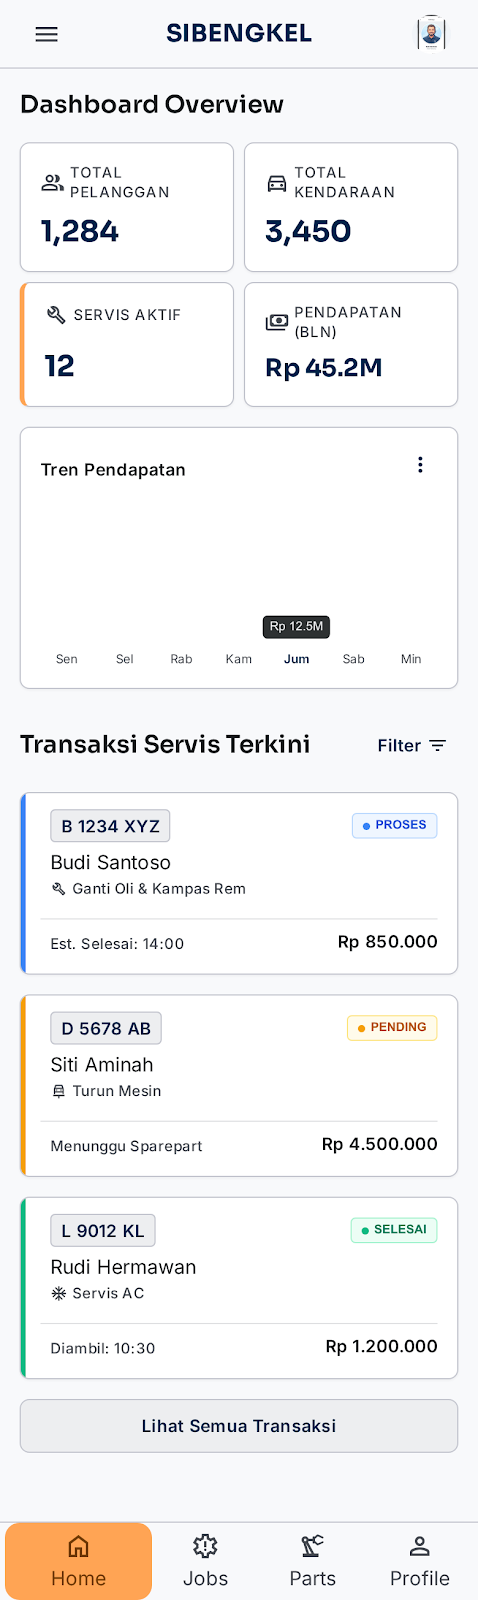 SIBENGKEL
Dashboard Overview
TOTAL
PELANGGAN
1,284
TOTAL
KENDARAAN
3,450
SERVIS AKTIF
12
PENDAPATAN
(BLN)
Rp 45.2M
Tren Pendapatan
Rp 12.5M
Sen Sel Rab Kam Jum Sab Min
Transaksi Servis Terkini
Filter
B 1234 XYZ
PROSES
Budi Santoso
Ganti Oli & Kampas Rem
Est. Selesai: 14:00
Rp 850.000
D 5678 AB
PENDING
Siti Aminah
Turun Mesin
Menunggu Sparepart
Rp 4.500.000
L 9012 KL
SELESAI
Rudi Hermawan
Servis AC
Diambil: 10:30
Rp 1.200.000
Lihat Semua Transaksi
Home Jobs Parts Profile